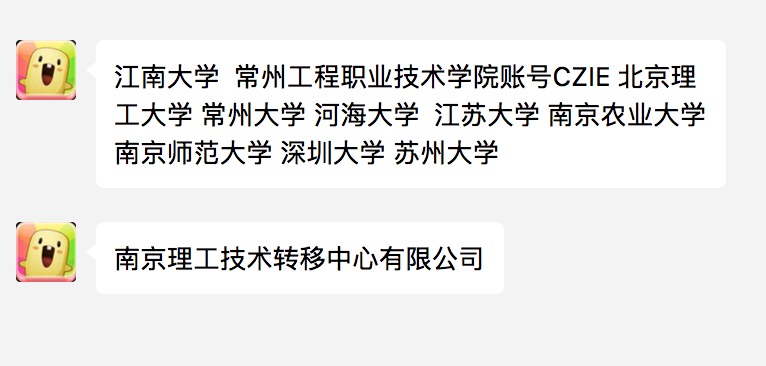 江南大学  常州工程职业技术学院账号CZIE 北京理
工大学 常州大学 河海大学  江苏大学 南京农业大学
南京师范大学 深圳大学 苏州大学
南京理工技术转移中心有限公司